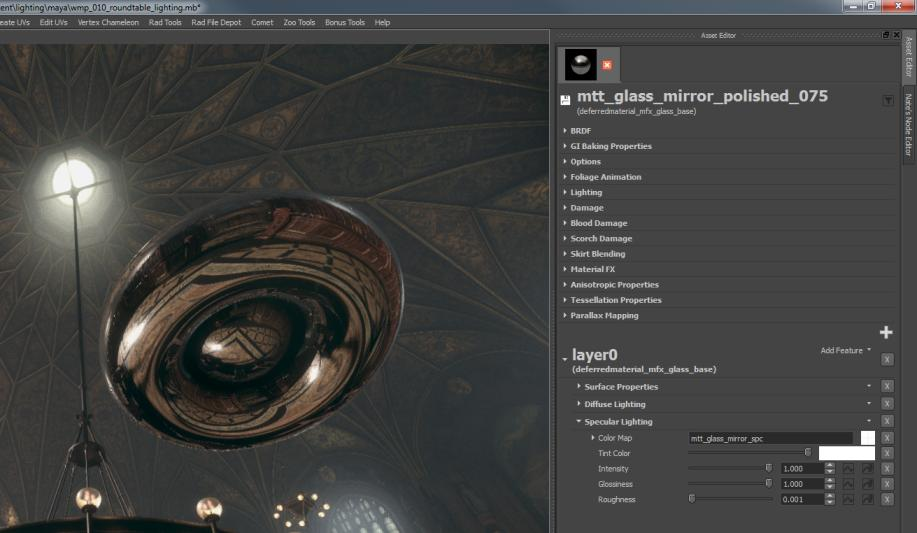 ent\lighting\maya\wmp_010_roundtable_lighting.mb*
eate UVs Edit UVs Vertex Chameleon Rad Tools Rad File Depot Comet Zoo Tools Bonus Tools Help
Asset Editor
Asset Editor
Nate's Node Editor
mtt_glass_mirror_polished_075
(deferredmaterial_mfx_glass_base)
BRDF
GI Baking Properties
Options
Foliage Animation
Lighting
Damage
Blood Damage
Scorch Damage
Skirt Blending
Material FX
Anisotropic Properties
Tessellation Properties
Parallax Mapping
Add Feature
layer0
X
(deferredmaterial_mfx_glass_base)
Surface Properties X
Diffuse Lighting X
Specular Lighting X
Color Map mtt_glass_mirror_spc X
Tint Color X
Intensity 1.000 X
Glossiness 1.000 X
Roughness 0.001 X